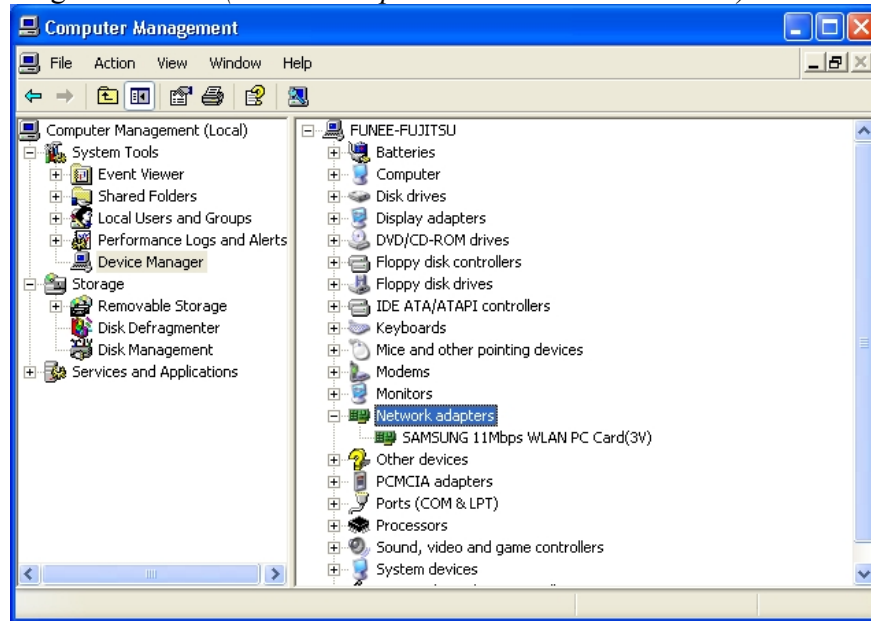 Computer Management
File Action View Window Help
Computer Management (Local)
System Tools
Event Viewer
Shared Folders
Local Users and Groups
Performance Logs and Alerts
Device Manager
Storage
Removable Storage
Disk Defragmenter
Disk Management
Services and Applications
FUNEE-FUJITSU
Batteries
Computer
Disk drives
Display adapters
DVD/CD-ROM drives
Floppy disk controllers
Floppy disk drives
IDE ATA/ATAPI controllers
Keyboards
Mice and other pointing devices
Modems
Monitors
Network adapters
SAMSUNG 11Mbps WLAN PC Card(3V)
Other devices
PCMCIA adapters
Ports (COM & LPT)
Processors
Sound, video and game controllers
System devices